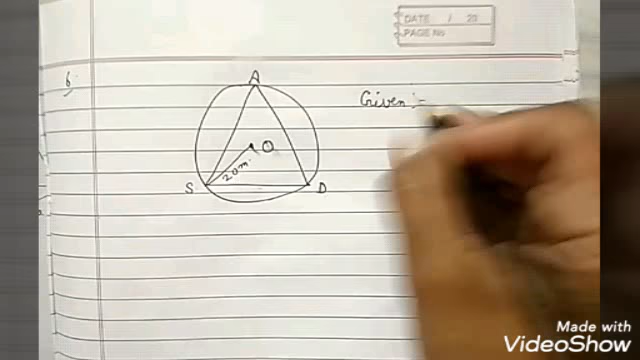 DATE / 20
PAGE No
6.
A
Given :-
O
20m.
S
D
Made with
VideoShow